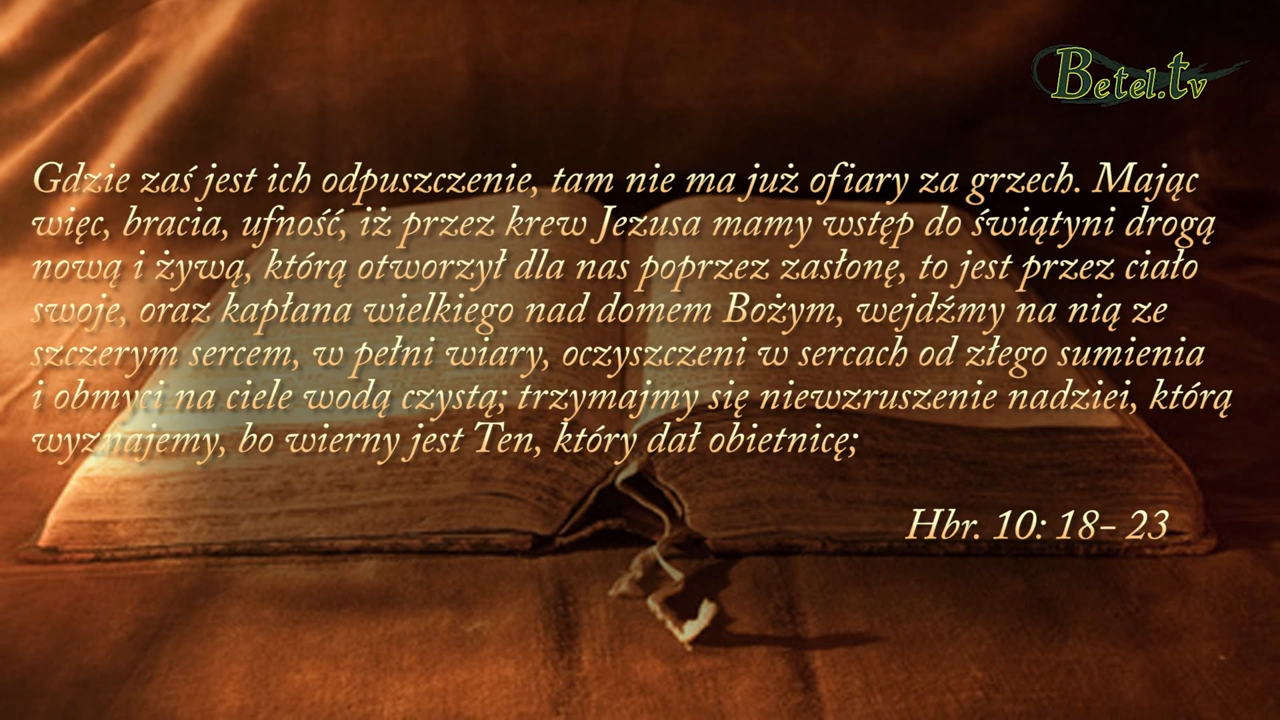 Betel.tv
Gdzie zaś jest ich odpuszczenie, tam nie ma już ofiary za grzech. Mając
więc, bracia, ufność, iż przez krew Jezusa mamy wstęp do świątyni drogą
nową i żywą, którą otworzył dla nas poprzez zasłonę, to jest przez ciało
swoje, oraz kapłana wielkiego nad domem Bożym, wejdźmy na nią ze
szczerym sercem, w pełni wiary, oczyszczeni w sercach od złego sumienia
i obmyci na ciele wodą czystą; trzymajmy się niewzruszenie nadziei, którą
wyznajemy, bo wierny jest Ten, który dał obietnicę;
Hbr. 10: 18- 23